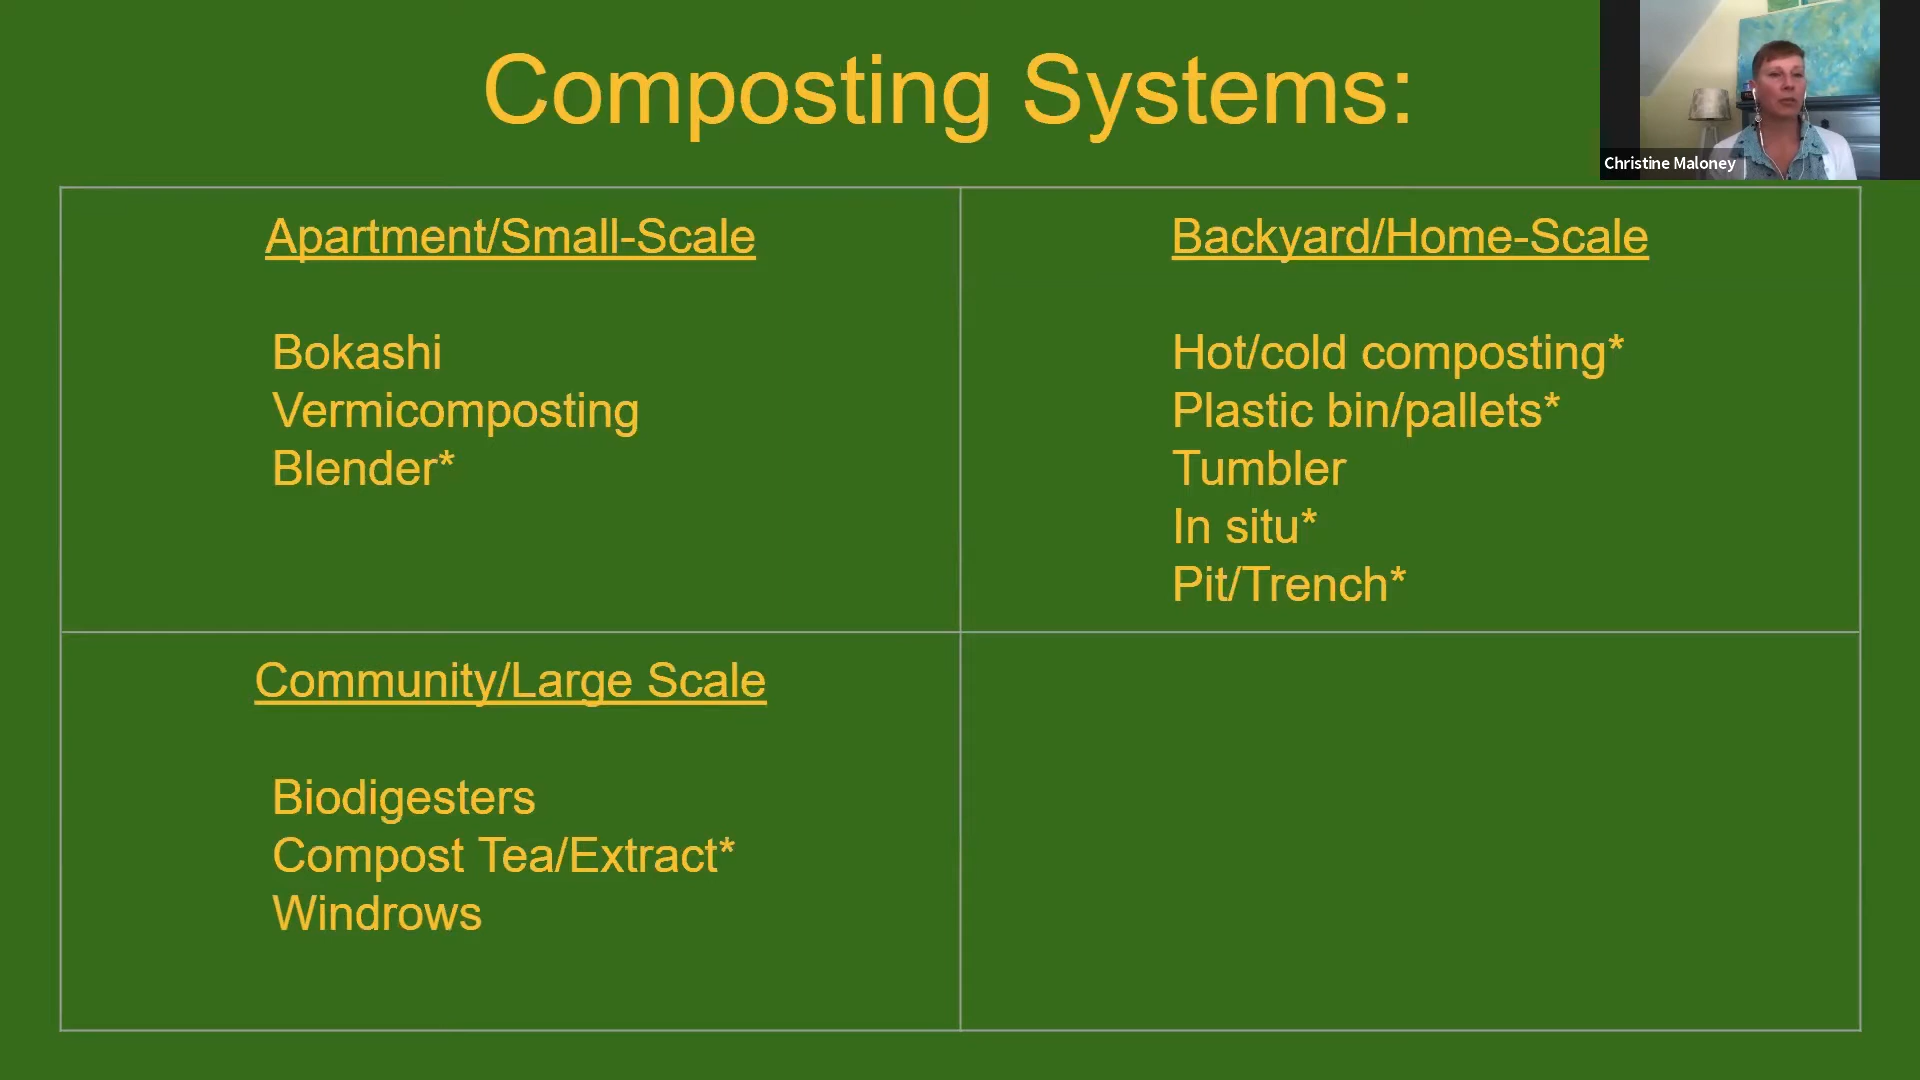 Composting Systems:
Christine Maloney
Apartment/Small-Scale
Bokashi
Vermicomposting
Blender*
Backyard/Home-Scale
Hot/cold composting*
Plastic bin/pallets*
Tumbler
In situ*
Pit/Trench*
Community/Large Scale
Biodigesters
Compost Tea/Extract*
Windrows